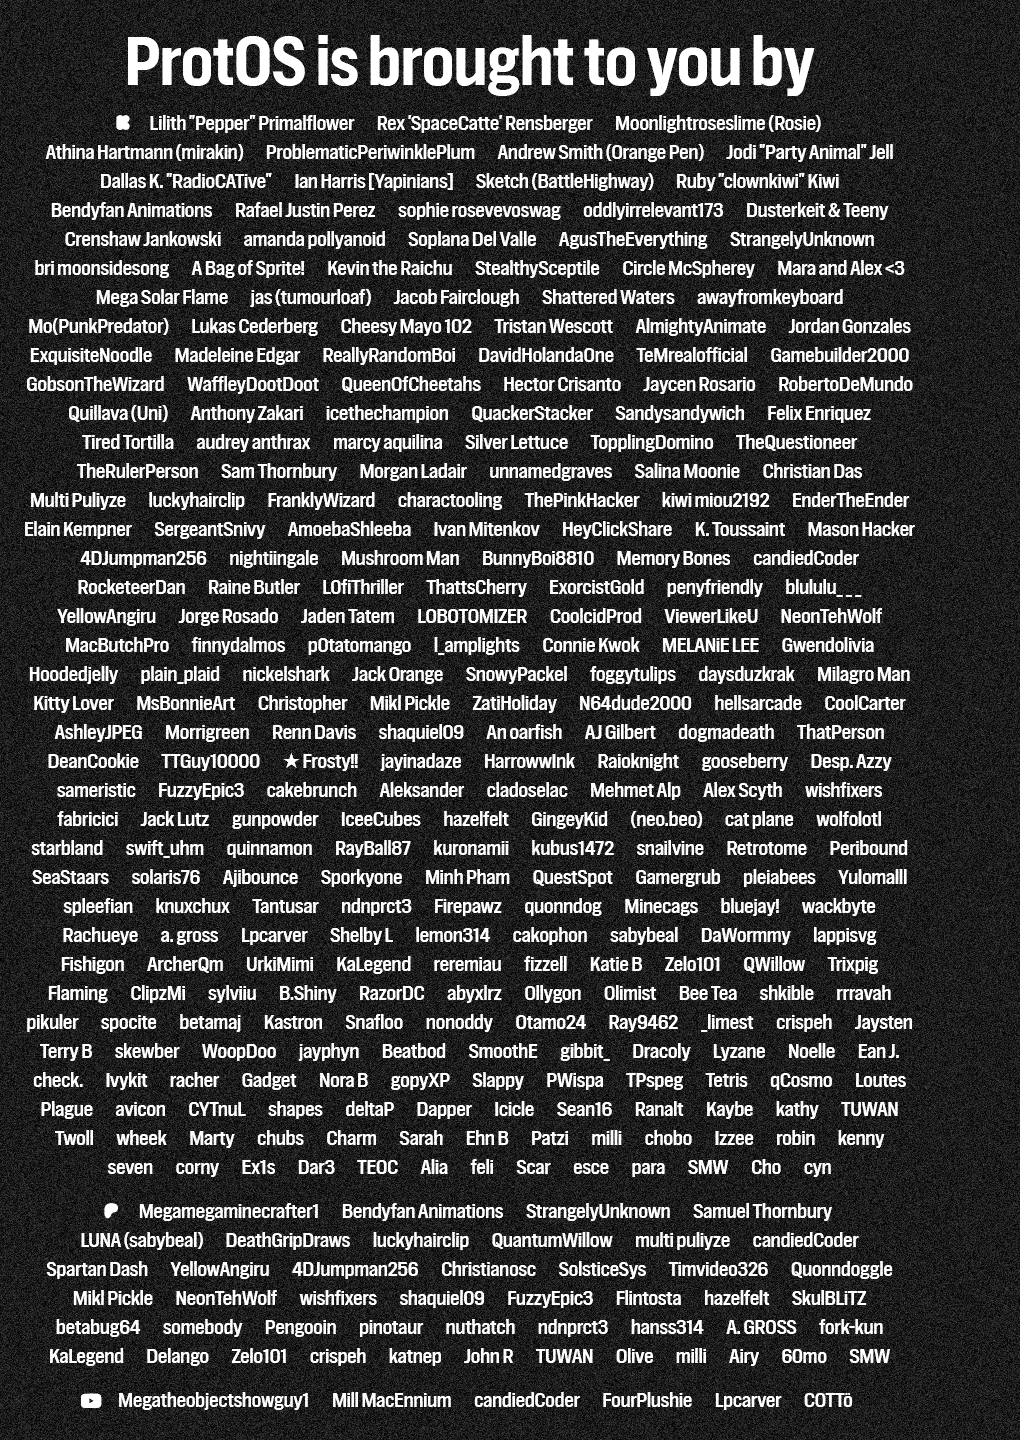 ProtOS is brought to you by
Lilith "Pepper" Primalflower Rex 'SpaceCatte' Rensberger Moonlightroseslime (Rosie)
Athina Hartmann (mirakin) ProblematicPeriwinklePlum Andrew Smith (Orange Pen) Jodi "Party Animal" Jell
Dallas K. "RadioCATive" Ian Harris [Yapinians] Sketch (BattleHighway) Ruby "clownkiwi" Kiwi
Bendyfan Animations Rafael Justin Perez sophie rosevevoswag oddlyirrelevant173 Dusterkeit & Teeny
Crenshaw Jankowski amanda pollyanoid Soplana Del Valle AgusTheEverything StrangelyUnknown
bri moonsidesong A Bag of Sprite! Kevin the Raichu StealthySceptile Circle McSpherey Mara and Alex <3
Mega Solar Flame jas (tumourloaf) Jacob Fairclough Shattered Waters awayfromkeyboard
Mo(PunkPredator) Lukas Cederberg Cheesy Mayo 102 Tristan Wescott AlmightyAnimate Jordan Gonzales
ExquisiteNoodle Madeleine Edgar ReallyRandomBoi DavidHolandaOne TeMrealofficial Gamebuilder2000
GobsonTheWizard WaffleyDootDoot QueenOfCheetahs Hector Crisanto Jaycen Rosario RobertoDeMundo
Quillava (Uni) Anthony Zakari icethechampion QuackerStacker Sandysandywich Felix Enriquez
Tired Tortilla audrey anthrax marcy aquilina Silver Lettuce TopplingDomino TheQuestioneer
TheRulerPerson Sam Thornbury Morgan Ladair unnamedgraves Salina Moonie Christian Das
Multi Puliyze luckyhairclip FranklyWizard charactooling ThePinkHacker kiwi miou2192 EnderTheEnder
Elain Kempner SergeantSnivy AmoebaShleeba Ivan Mitenkov HeyClickShare K. Toussaint Mason Hacker
4DJumpman256 nightiingale Mushroom Man BunnyBoi8810 Memory Bones candiedCoder
RocketeerDan Raine Butler L0fiThriller ThattsCherry ExorcistGold penyfriendly blululu___
YellowAngiru Jorge Rosado Jaden Tatem LOBOTOMIZER CoolcidProd ViewerLikeU NeonTehWolf
MacButchPro finnydalmos p0tatomango l_amplights Connie Kwok MELANiE LEE Gwendolivia
Hoodedjelly plain_plaid nickelshark Jack Orange SnowyPackel foggytulips daysduzkrak Milagro Man
Kitty Lover MsBonnieArt Christopher Mikl Pickle ZatiHoliday N64dude2000 hellsarcade CoolCarter
AshleyJPEG Morrigreen Renn Davis shaquiel09 An oarfish AJ Gilbert dogmadeath ThatPerson
DeanCookie TTGuy10000 ★ Frosty!! jayinadaze HarrowwInk Raioknight gooseberry Desp. Azzy
sameristic FuzzyEpic3 cakebrunch Aleksander cladoselac Mehmet Alp Alex Scyth wishfixers
fabricici Jack Lutz gunpowder IceeCubes hazelfelt GingeyKid (neo.beo) cat plane wolfolotl
starbland swift_uhm quinnamon RayBall87 kuronamii kubus1472 snailvine Retrotome Peribound
SeaStaars solaris76 Ajibounce Sporkyone Minh Pham QuestSpot Gamergrub pleiabees Yulomalll
spleefian knuxchux Tantusar ndnprct3 Firepawz quonndog Minecags bluejay! wackbyte
Rachueye a. gross Lpcarver Shelby L lemon314 cakophon sabybeal DaWormmy lappisvg
Fishigon ArcherQm UrkiMimi KaLegend reremiau fizzell Katie B Zelo101 QWillow Trixpig
Flaming ClipzMi sylviiu B.Shiny RazorDC abyxlrz Ollygon Olimist Bee Tea shkible rrravah
pikuler spocite betamaj Kastron Snafloo nonoddy Otamo24 Ray9462 _limest crispeh Jaysten
Terry B skewber WoopDoo jayphyn Beatbod SmoothE gibbit_ Dracoly Lyzane Noelle Ean J.
check. Ivykit racher Gadget Nora B gopyXP Slappy PWispa TPspeg Tetris qCosmo Loutes
Plague avicon CYTnuL shapes deltaP Dapper Icicle Sean16 Ranalt Kaybe kathy TUWAN
Twoll wheek Marty chubs Charm Sarah Ehn B Patzi milli chobo Izzee robin kenny
seven corny Ex1s Dar3 TEOC Alia feli Scar esce para SMW Cho cyn
Megamegaminecrafter1 Bendyfan Animations StrangelyUnknown Samuel Thornbury
LUNA (sabybeal) DeathGripDraws luckyhairclip QuantumWillow multi puliyze candiedCoder
Spartan Dash YellowAngiru 4DJumpman256 Christianosc SolsticeSys Timvideo326 Quonndoggle
Mikl Pickle NeonTehWolf wishfixers shaquiel09 FuzzyEpic3 Flintosta hazelfelt SkulBLiTZ
betabug64 somebody Pengooin pinotaur nuthatch ndnprct3 hanss314 A. GROSS fork-kun
KaLegend Delango Zelo101 crispeh katnep John R TUWAN Olive milli Airy 60mo SMW
Megatheobjectshowguy1 Mill MacEnnium candiedCoder FourPlushie Lpcarver COTTō